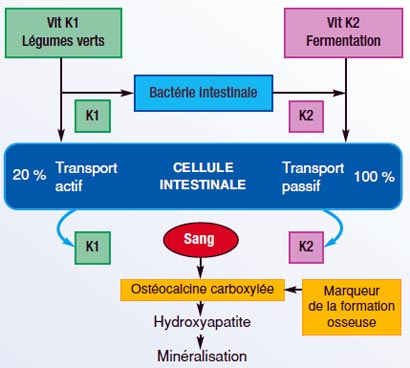 Vit K1
Légumes verts
Vit K2
Fermentation
Bactérie intestinale
K1
K2
20 %
Transport
actif
CELLULE
INTESTINALE
Transport
passif
100 %
K1
Sang
K2
Ostéocalcine carboxylée
Marqueur
de la formation
osseuse
Hydroxyapatite
Minéralisation